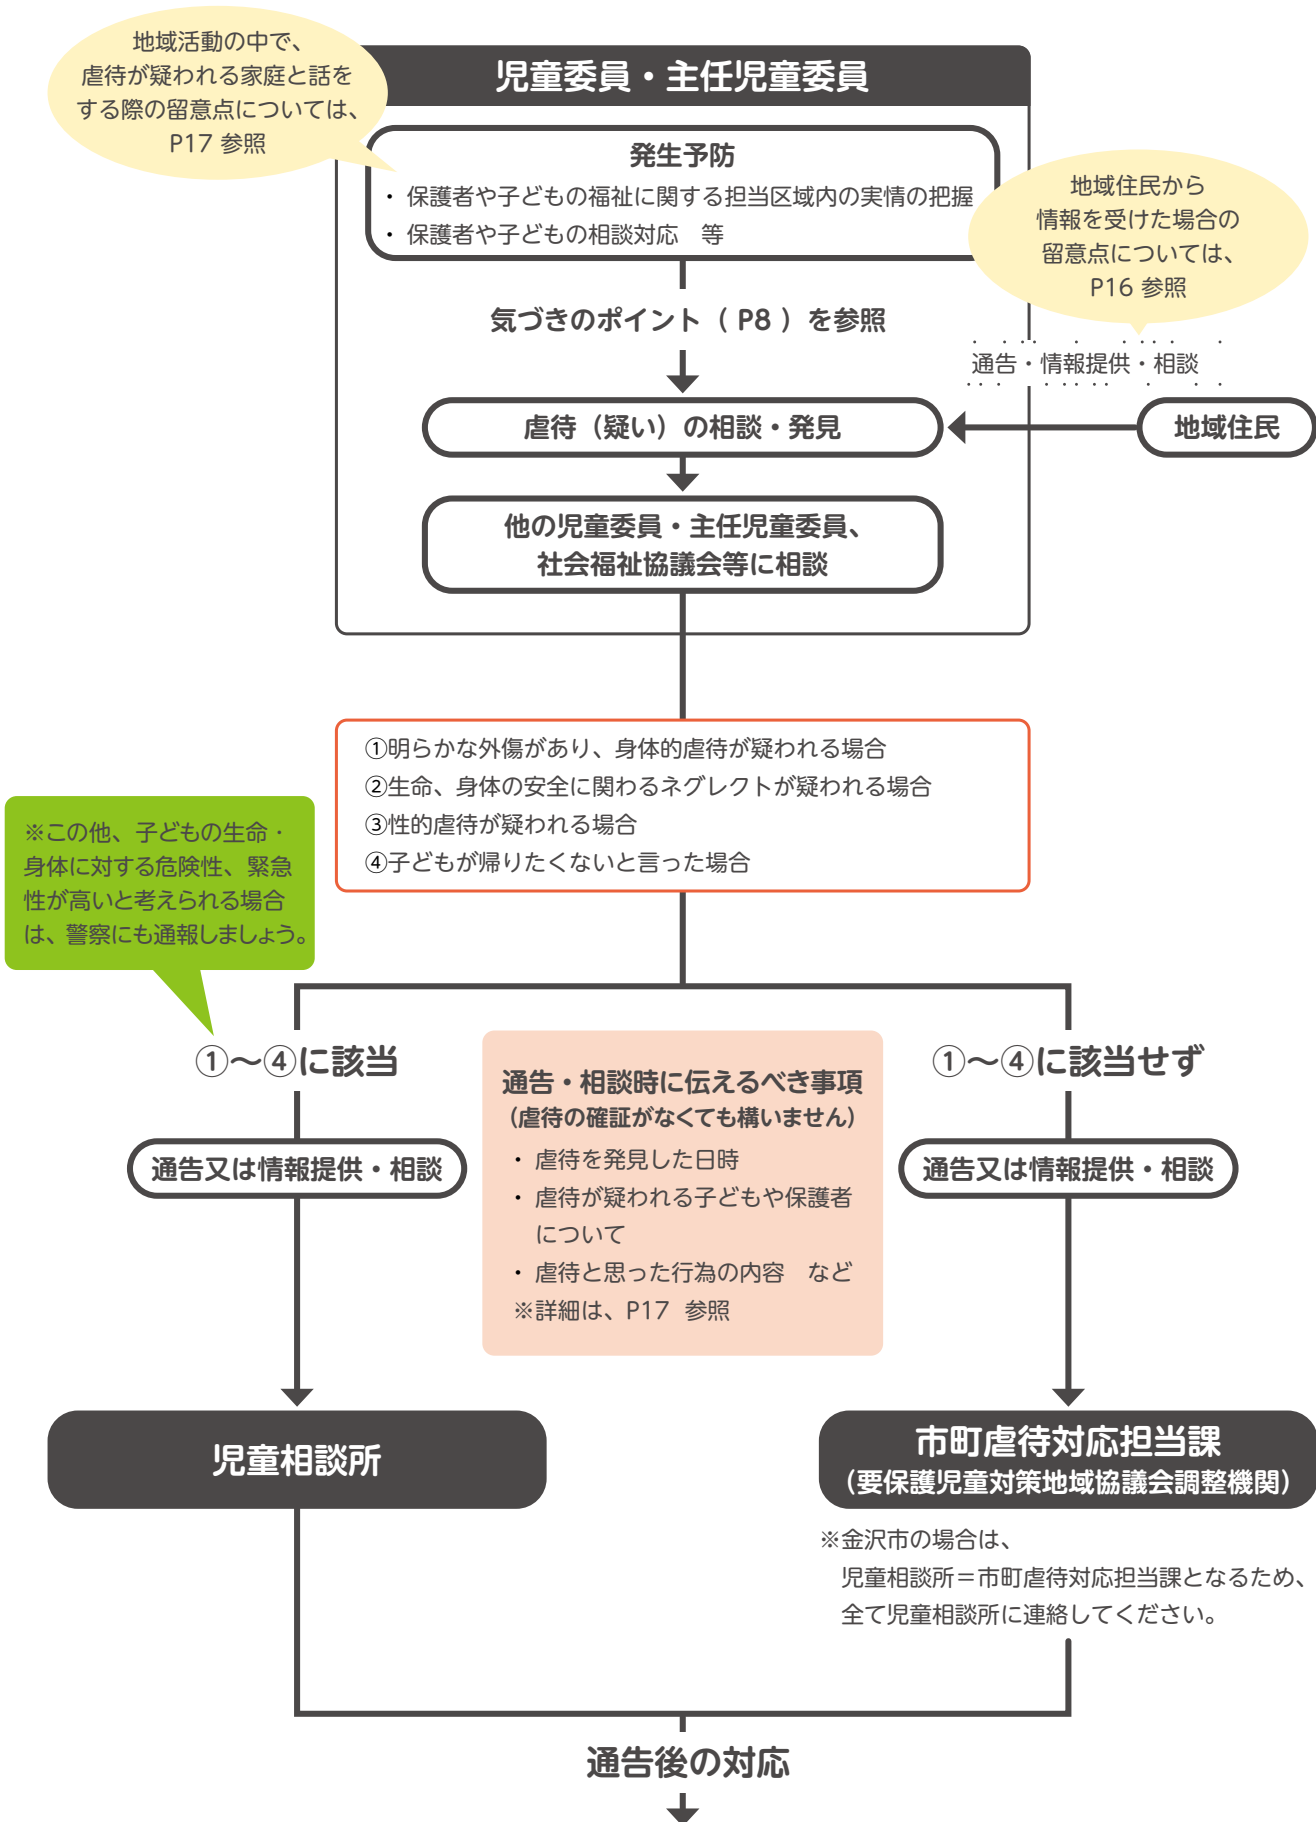 地域活動の中で、
虐待が疑われる家庭と話を
する際の留意点については、
P17 参照
児童委員・主任児童委員
発生予防
・ 保護者や子どもの福祉に関する担当区域内の実情の把握
・ 保護者や子どもの相談対応　等
地域住民から
情報を受けた場合の
留意点については、
P16 参照
気づきのポイント（ P8 ）を参照
通告・情報提供・相談
虐待（疑い）の相談・発見
地域住民
他の児童委員・主任児童委員、
社会福祉協議会等に相談
①明らかな外傷があり、身体的虐待が疑われる場合
②生命、身体の安全に関わるネグレクトが疑われる場合
③性的虐待が疑われる場合
④子どもが帰りたくないと言った場合
※この他、子どもの生命・
身体に対する危険性、緊急
性が高いと考えられる場合
は、警察にも通報しましょう。
①～④に該当
通告又は情報提供・相談
通告・相談時に伝えるべき事項
（虐待の確証がなくても構いません）
・ 虐待を発見した日時
・ 虐待が疑われる子どもや保護者
について
・ 虐待と思った行為の内容　など
※詳細は、P17 参照
①～④に該当せず
通告又は情報提供・相談
児童相談所
市町虐待対応担当課
（要保護児童対策地域協議会調整機関）
※金沢市の場合は、
児童相談所＝市町虐待対応担当課となるため、
全て児童相談所に連絡してください。
通告後の対応